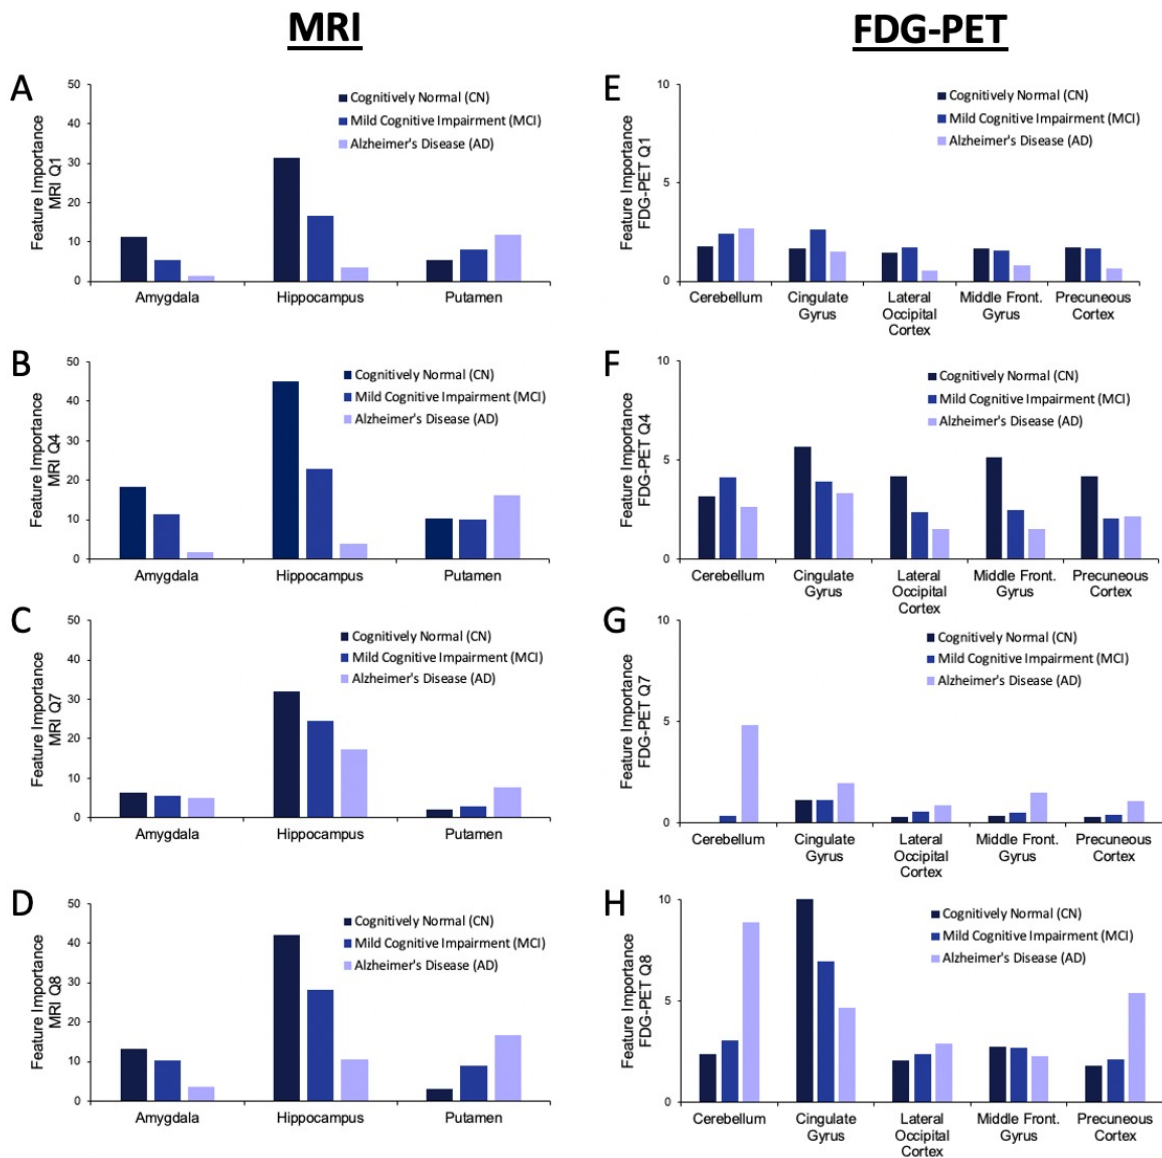 MRI
FDG-PET
A
Feature Importance
MRI Q1
50
40
30
20
10
0
Cognitively Normal (CN)
Mild Cognitive Impairment (MCI)
Alzheimer's Disease (AD)
Amygdala
Hippocampus
Putamen
E
Feature Importance
FDG-PET Q1
10
5
0
Cognitively Normal (CN)
Mild Cognitive Impairment (MCI)
Alzheimer's Disease (AD)
Cerebellum
Cingulate
Gyrus
Lateral
Occipital
Cortex
Middle Front.
Gyrus
Precuneous
Cortex
B
Feature Importance
MRI Q4
50
40
30
20
10
0
Cognitively Normal (CN)
Mild Cognitive Impairment (MCI)
Alzheimer's Disease (AD)
Amygdala
Hippocampus
Putamen
F
Feature Importance
FDG-PET Q4
10
5
0
Cognitively Normal (CN)
Mild Cognitive Impairment (MCI)
Alzheimer's Disease (AD)
Cerebellum
Cingulate
Gyrus
Lateral
Occipital
Cortex
Middle Front.
Gyrus
Precuneous
Cortex
C
Feature Importance
MRI Q7
50
40
30
20
10
0
Cognitively Normal (CN)
Mild Cognitive Impairment (MCI)
Alzheimer's Disease (AD)
Amygdala
Hippocampus
Putamen
G
Feature Importance
FDG-PET Q7
10
5
0
Cognitively Normal (CN)
Mild Cognitive Impairment (MCI)
Alzheimer's Disease (AD)
Cerebellum
Cingulate
Gyrus
Lateral
Occipital
Cortex
Middle Front.
Gyrus
Precuneous
Cortex
D
Feature Importance
MRI Q8
50
40
30
20
10
0
Cognitively Normal (CN)
Mild Cognitive Impairment (MCI)
Alzheimer's Disease (AD)
Amygdala
Hippocampus
Putamen
H
Feature Importance
FDG-PET Q8
10
5
0
Cognitively Normal (CN)
Mild Cognitive Impairment (MCI)
Alzheimer's Disease (AD)
Cerebellum
Cingulate
Gyrus
Lateral
Occipital
Cortex
Middle Front.
Gyrus
Precuneous
Cortex